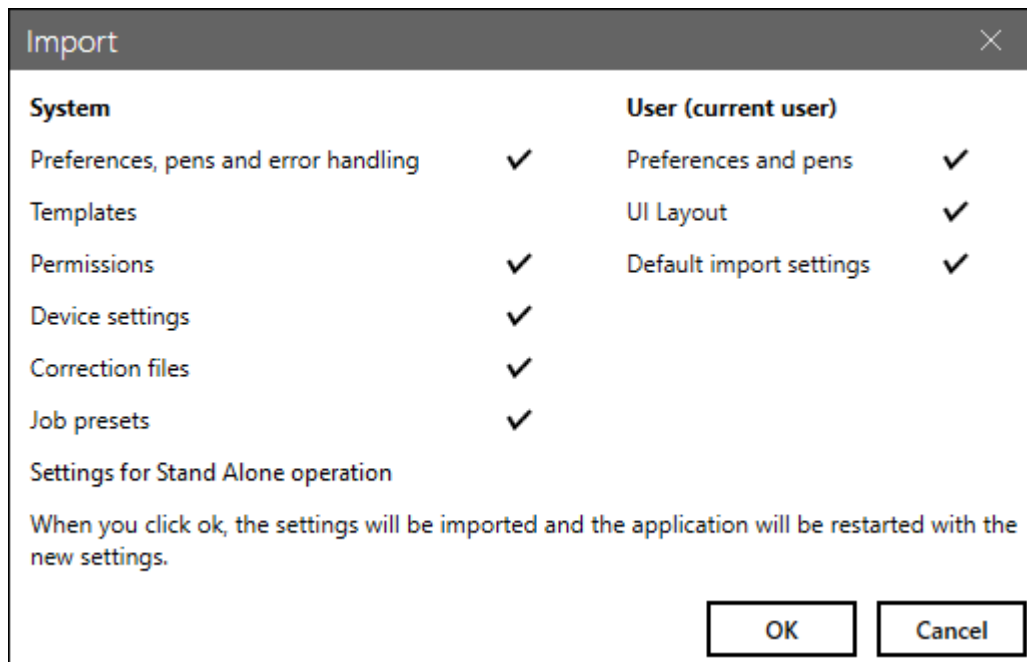 Import
System User (current user)
Preferences, pens and error handling ✓ Preferences and pens ✓
Templates UI Layout ✓
Permissions ✓ Default import settings ✓
Device settings ✓
Correction files ✓
Job presets ✓
Settings for Stand Alone operation
When you click ok, the settings will be imported and the application will be restarted with the
new settings.
OK Cancel